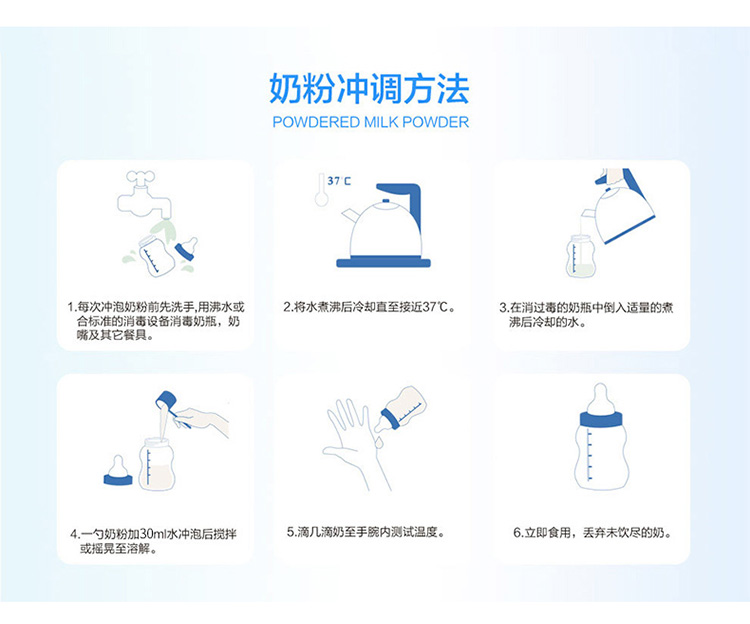 奶粉冲调方法
POWDERED MILK POWDER
37℃
1.每次冲泡奶粉前先洗手,用沸水或
合标准的消毒设备消毒奶瓶，奶
嘴及其它餐具。
2.将水煮沸后冷却直至接近37℃。
3.在消过毒的奶瓶中倒入适量的煮
沸后冷却的水。
4.一勺奶粉加30ml水冲泡后搅拌
或摇晃至溶解。
5.滴几滴奶至手腕内测试温度。
6.立即食用，丢弃未饮尽的奶。